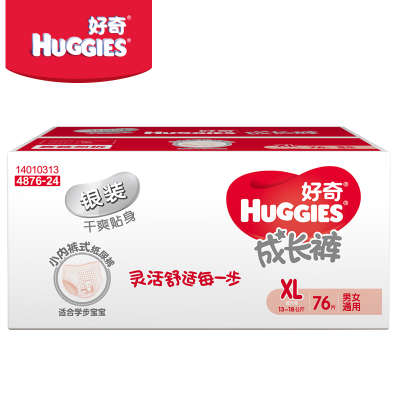 好奇
HUGGIES®
好奇
HUGGIES®
成长裤
14010313
4876-24
银装
干爽贴身
小内裤式纸尿裤
适合学步宝宝
灵活舒适每一步
XL
13-18公斤
76片
男女
通用